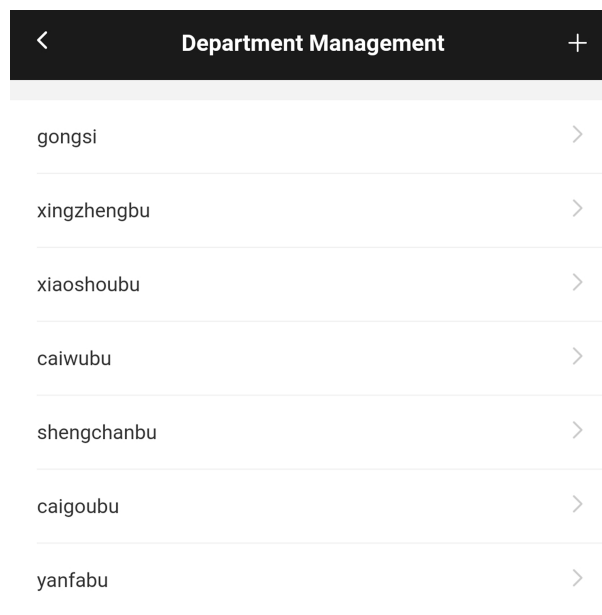 Department Management
gongsi
xingzhengbu
xiaoshoubu
caiwubu
shengchanbu
caigoubu
yanfabu